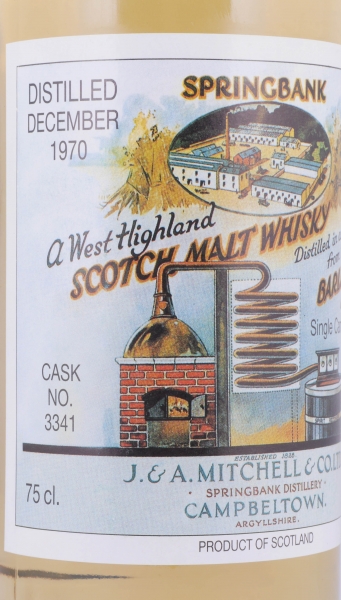 DISTILLED
DECEMBER
1970
SPRINGBANK
A West Highland
SCOTCH MALT WHISKY
Distilled in
from
Single
CASK
NO.
3341
ESTABLISHED 1828
J. & A. MITCHELL & CO. LTD
• SPRINGBANK DISTILLERY •
CAMPBELTOWN.
ARGYLLSHIRE.
75 cl.
PRODUCT OF SCOTLAND